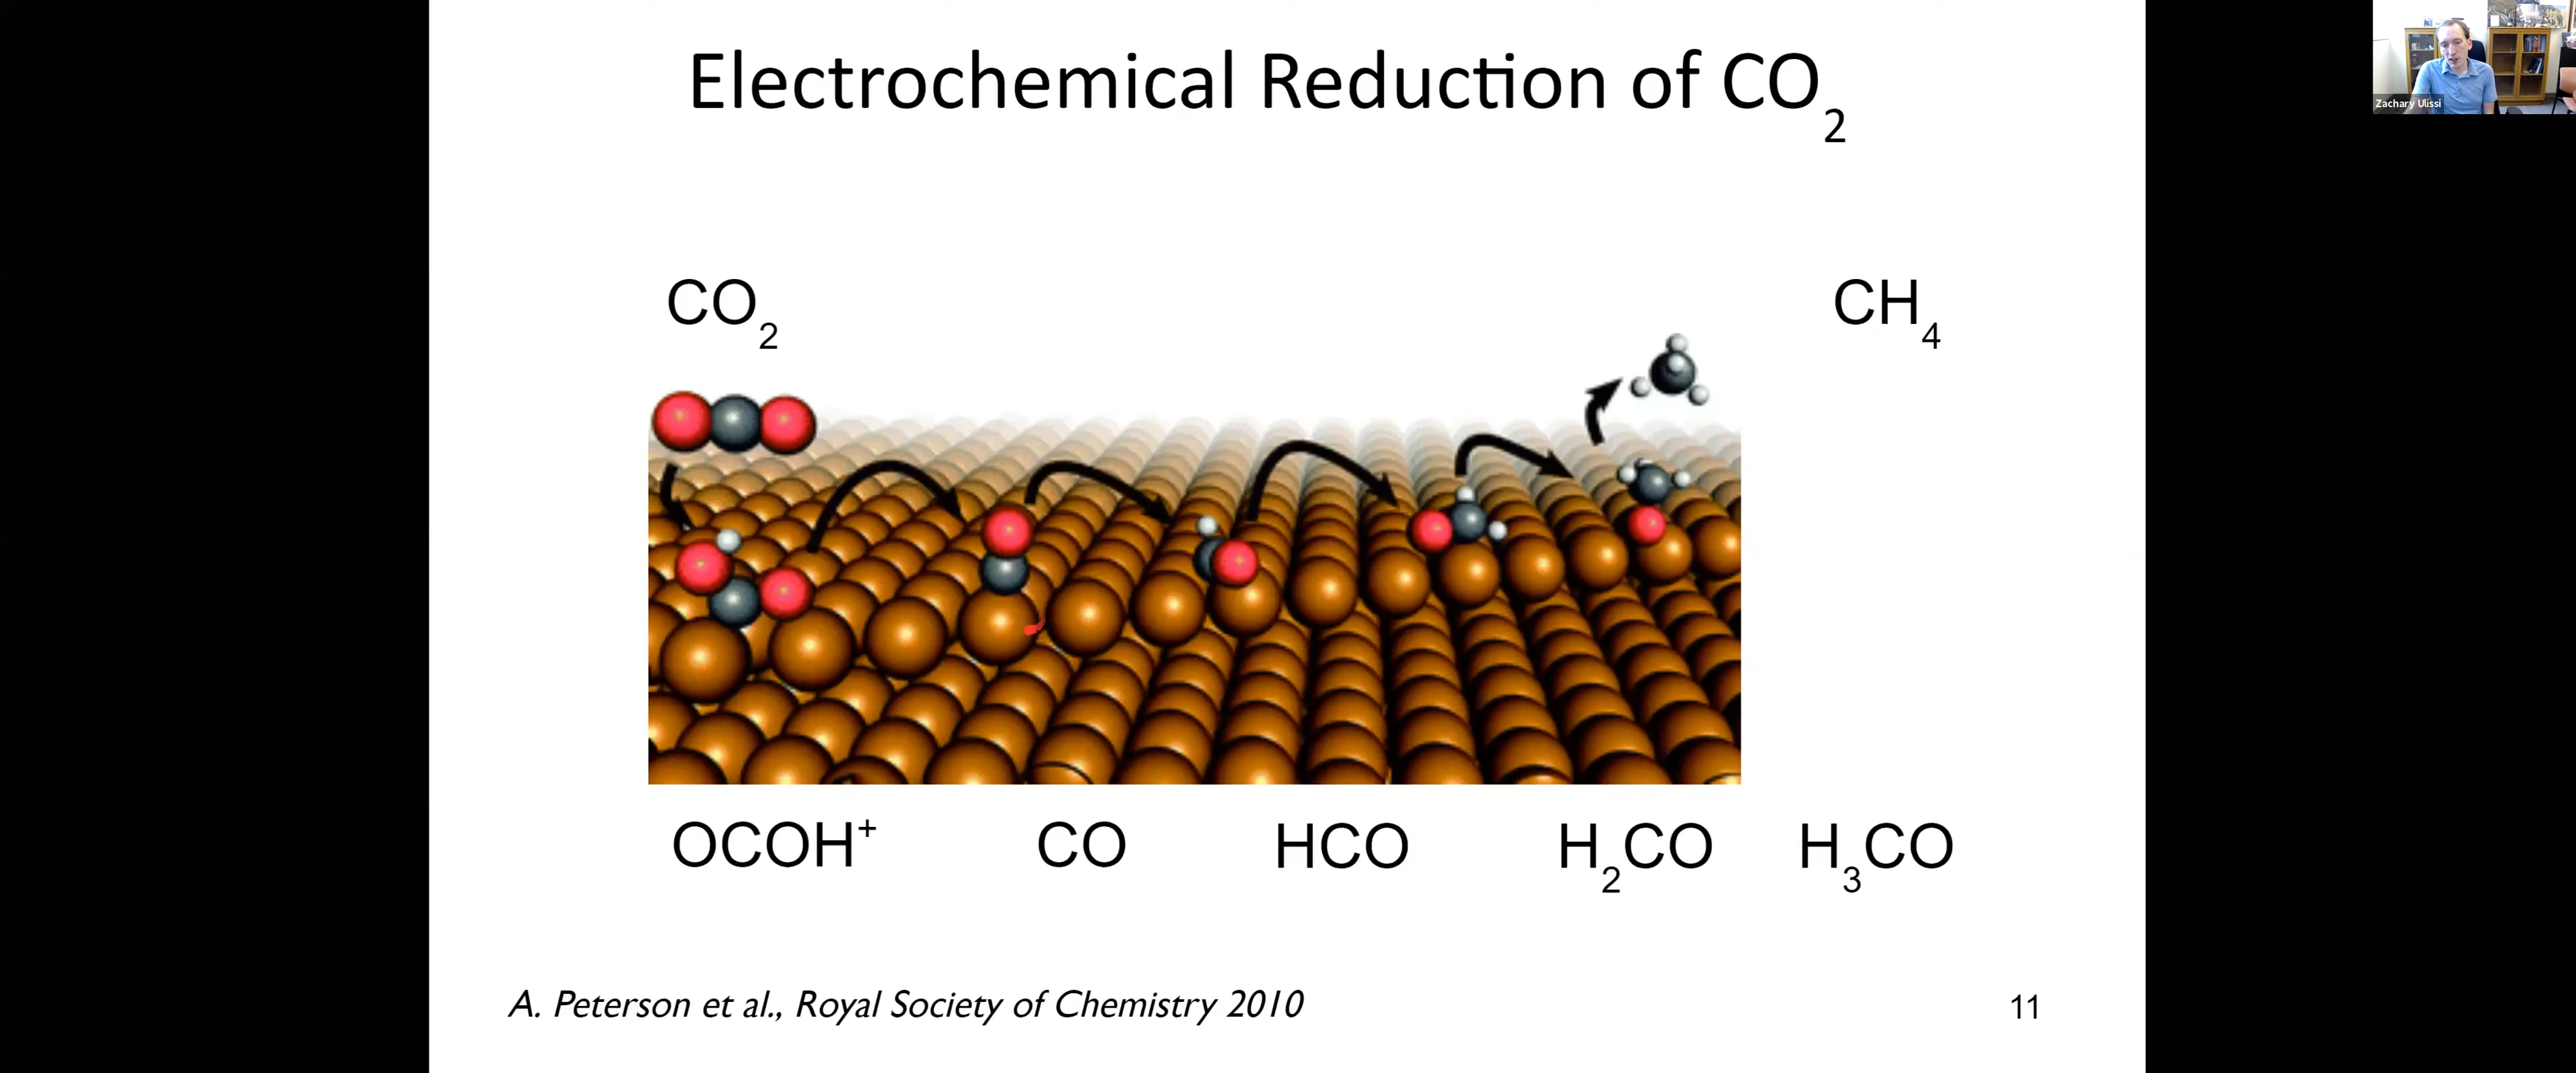 Electrochemical Reduction of CO₂
Zachary Ulissi
CO₂ CH₄
OCOH⁺ CO HCO H₂CO H₃CO
A. Peterson et al., Royal Society of Chemistry 2010
11